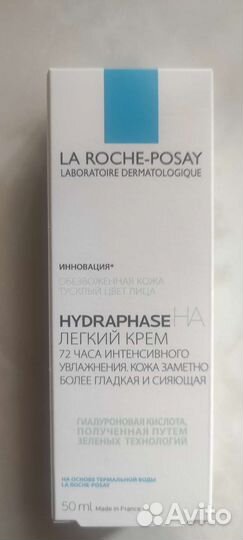 LA ROCHE-POSAY
LABORATOIRE DERMATOLOGIQUE
ИННОВАЦИЯ*
ОБЕЗВОЖЕННАЯ КОЖА
ТУСКЛЫЙ ЦВЕТ ЛИЦА
HYDRAPHASE HA
ЛЕГКИЙ КРЕМ
72 ЧАСА ИНТЕНСИВНОГО
УВЛАЖНЕНИЯ. КОЖА ЗАМЕТНО
БОЛЕЕ ГЛАДКАЯ И СИЯЮЩАЯ
ГИАЛУРОНОВАЯ КИСЛОТА,
ПОЛУЧЕННАЯ ПУТЕМ
ЗЕЛЕНЫХ ТЕХНОЛОГИЙ
НА ОСНОВЕ ТЕРМАЛЬНОЙ ВОДЫ
LA ROCHE-POSAY
50 ml Made in France
Avito